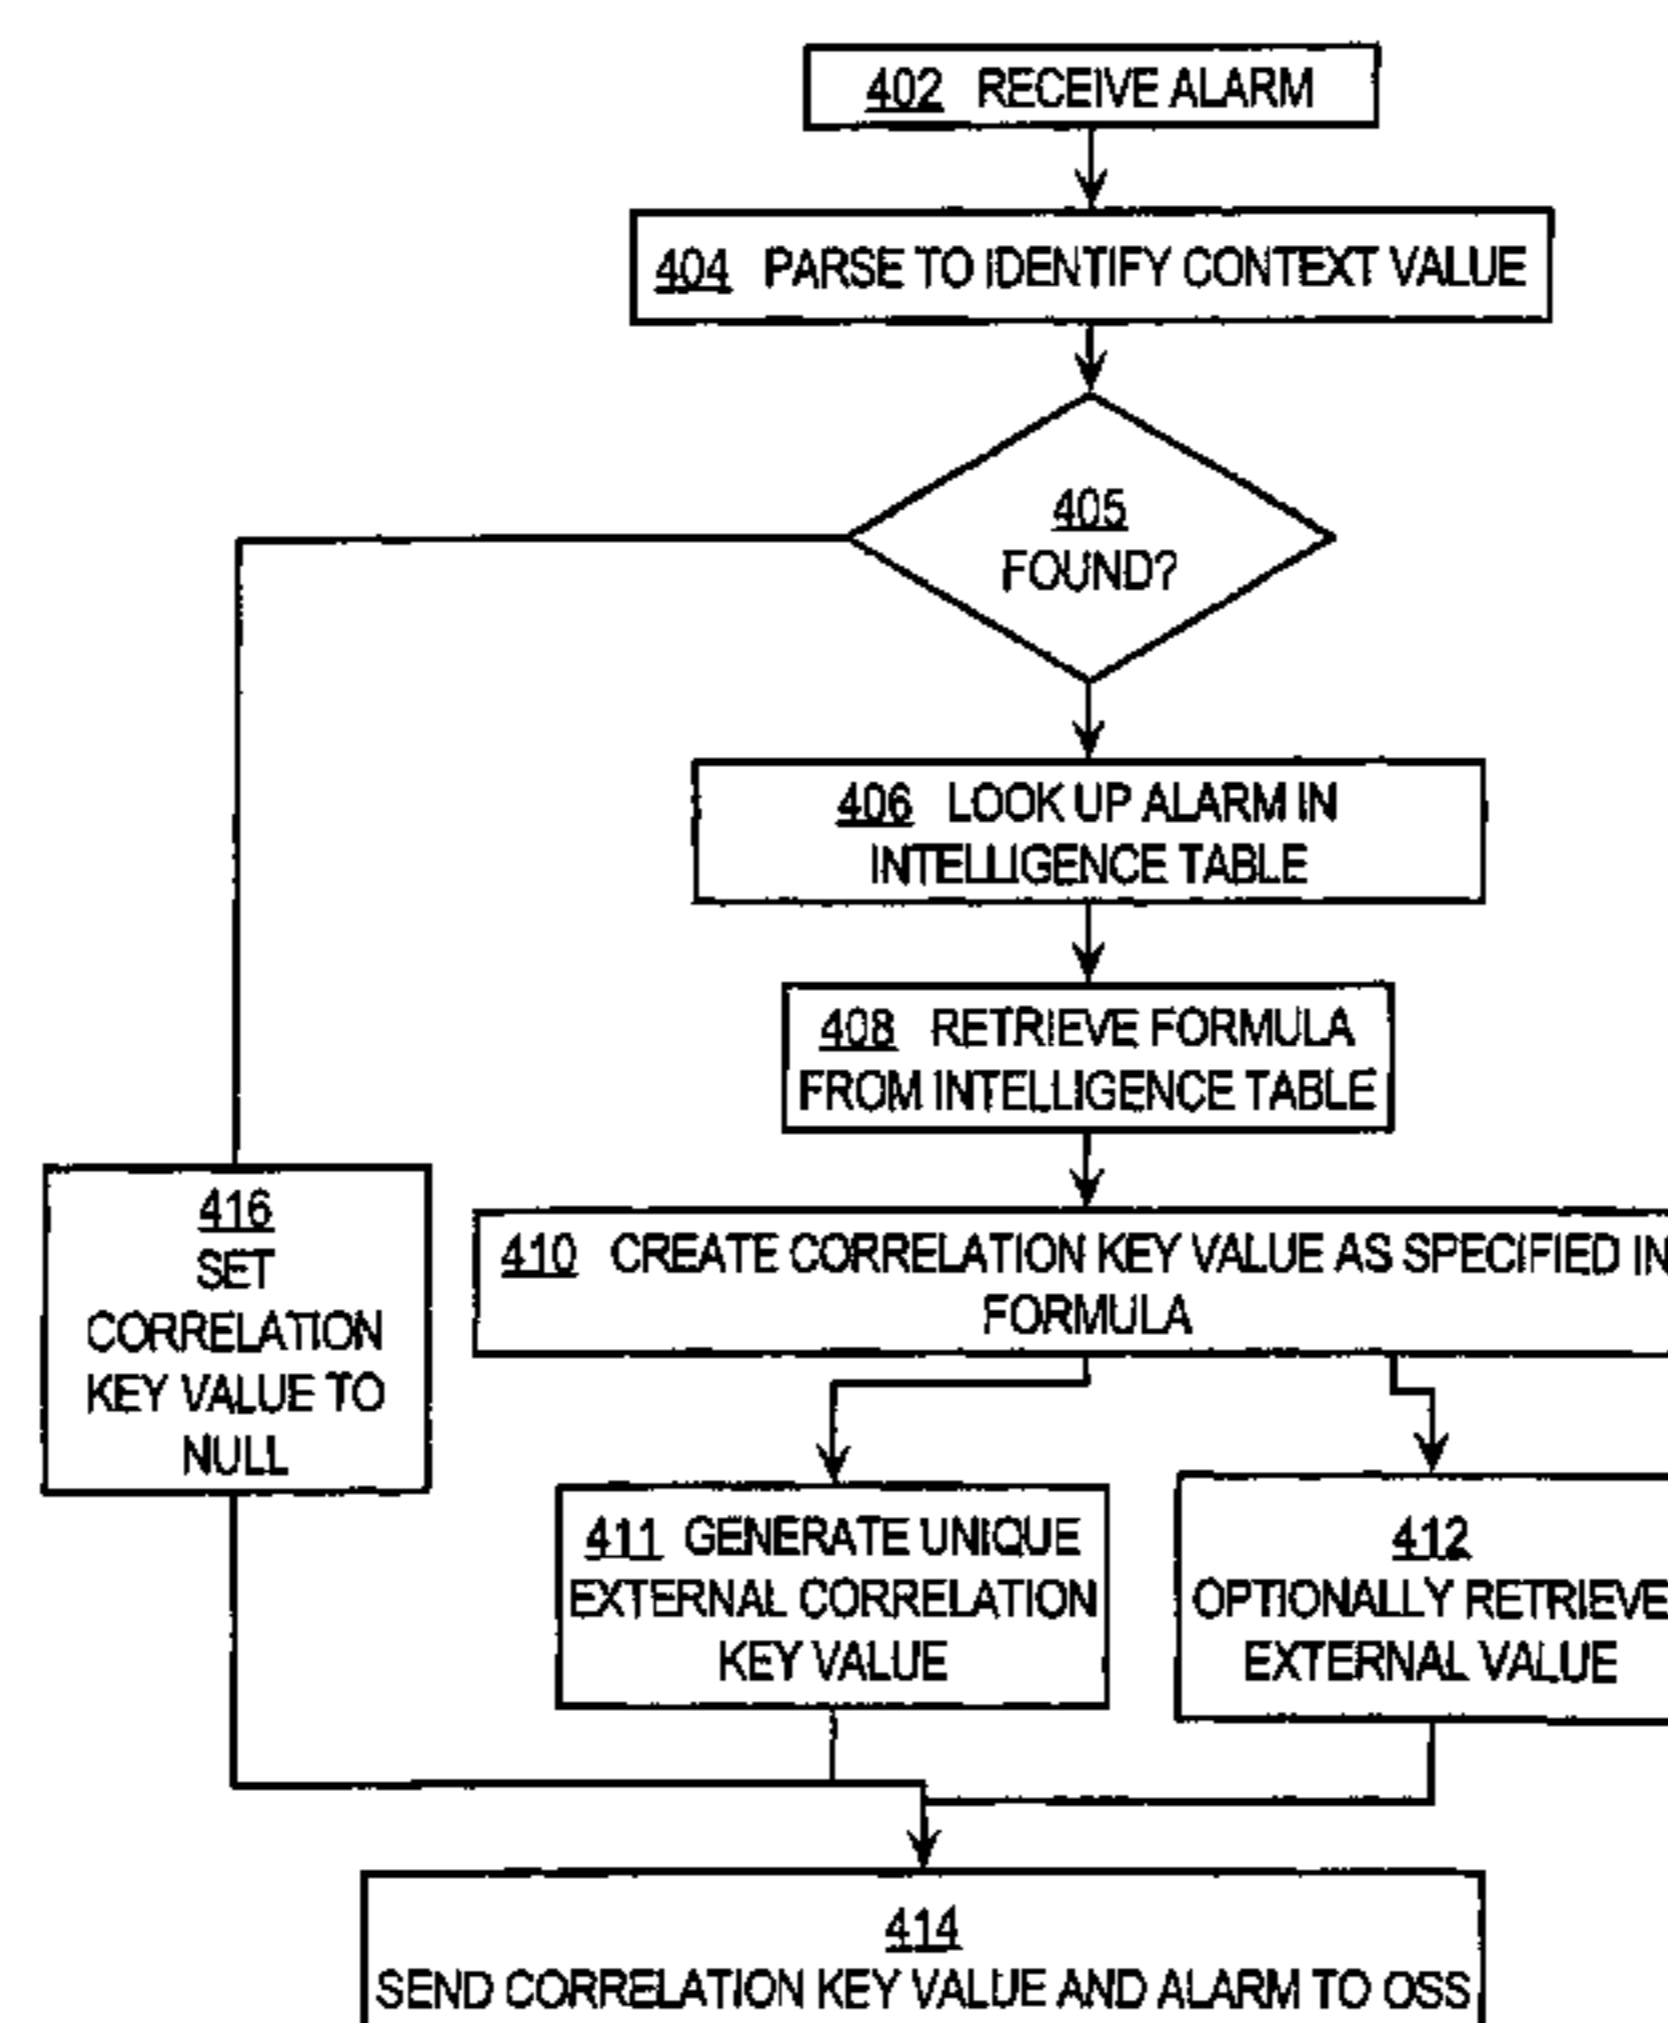 402 RECEIVE ALARM
404 PARSE TO IDENTIFY CONTEXT VALUE
405
FOUND?
406 LOOK UP ALARM IN
INTELLIGENCE TABLE
408 RETRIEVE FORMULA
FROM INTELLIGENCE TABLE
416
SET
CORRELATION
KEY VALUE TO
NULL
410 CREATE CORRELATION KEY VALUE AS SPECIFIED IN
FORMULA
411 GENERATE UNIQUE
EXTERNAL CORRELATION
KEY VALUE
412
OPTIONALLY RETRIEVE
EXTERNAL VALUE
414
SEND CORRELATION KEY VALUE AND ALARM TO OSS